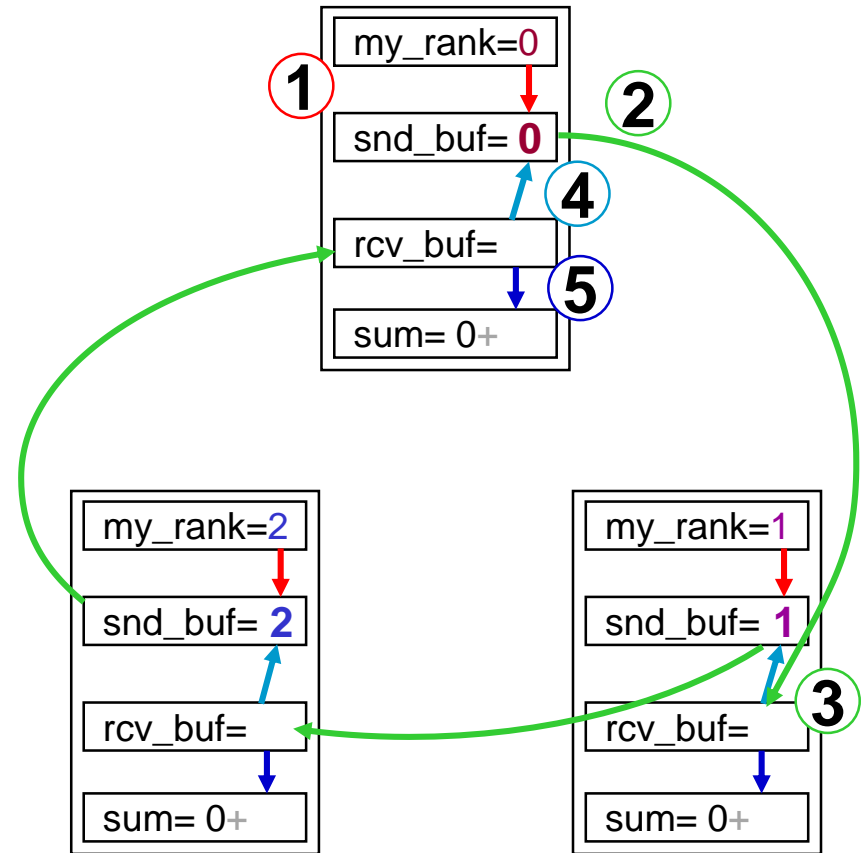 my_rank=0
1
2
snd_buf= 0
4
rcv_buf=
5
sum= 0+
my_rank=2
snd_buf= 2
rcv_buf=
sum= 0+
my_rank=1
snd_buf= 1
3
rcv_buf=
sum= 0+